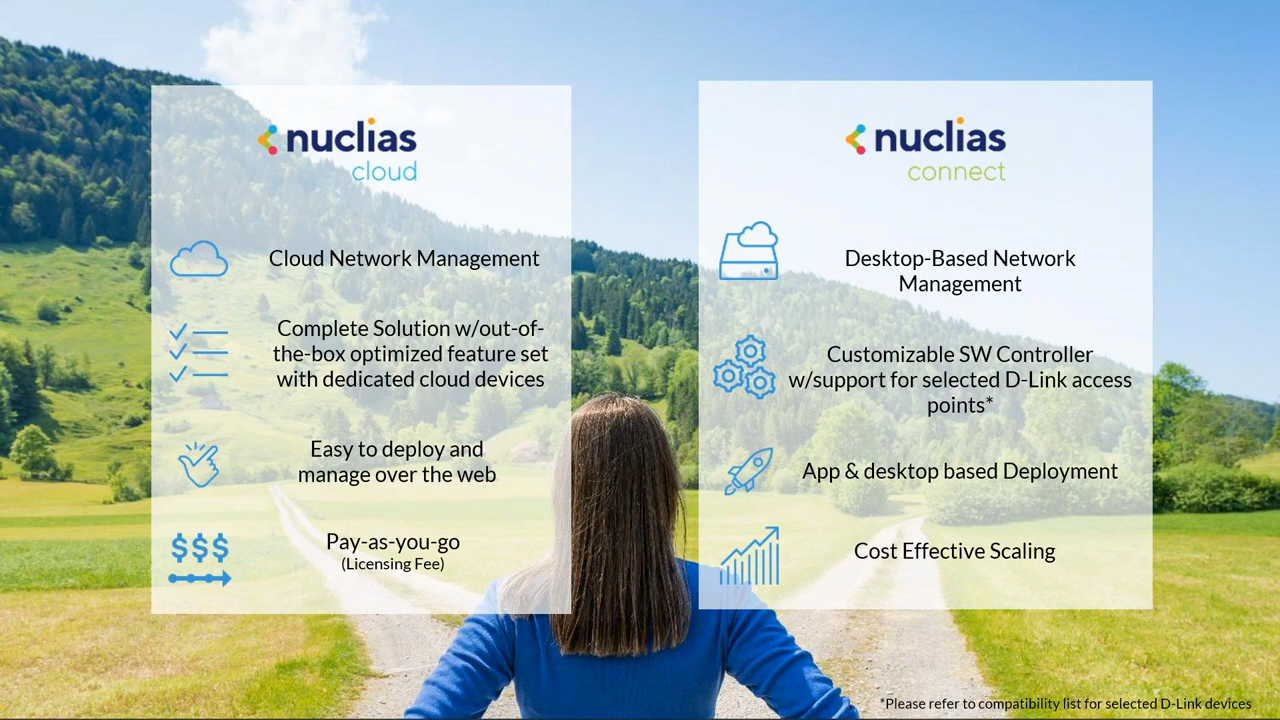 nuclias
cloud
Cloud Network Management
Complete Solution w/out-of-
the-box optimized feature set
with dedicated cloud devices
Easy to deploy and
manage over the web
$$$
Pay-as-you-go
(Licensing Fee)
nuclias
connect
Desktop-Based Network
Management
Customizable SW Controller
w/support for selected D-Link access
points*
App & desktop based Deployment
Cost Effective Scaling
*Please refer to compatibility list for selected D-Link devices